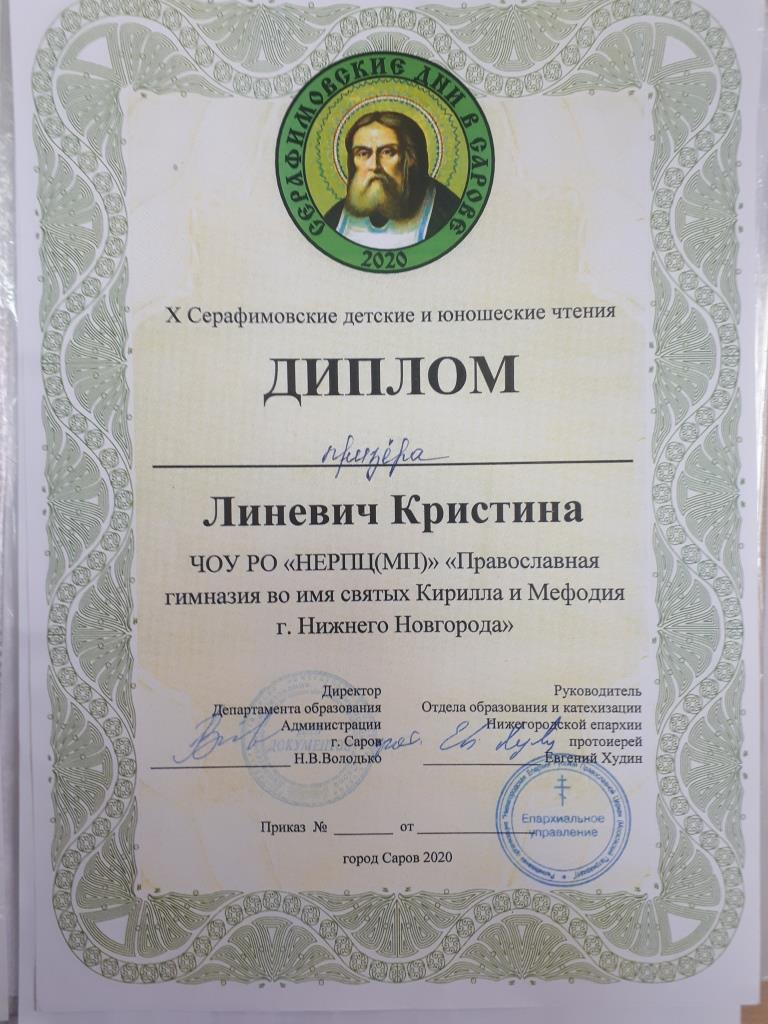 СЕРАФИМОВСКИЕ ДНИ В САРОВЕ
2020
X Серафимовские детские и юношеские чтения
ДИПЛОМ
призёра
Линевич Кристина
ЧОУ РО «НЕРПЦ(МП)» «Православная
гимназия во имя святых Кирилла и Мефодия
г. Нижнего Новгорода»
Директор
Департамента образования
Администрации
г. Саров
Н.В.Володько
Руководитель
Отдела образования и катехизации
Нижегородской епархии
протоиерей
Евгений Худин
Епархиальное
управление
Приказ № ________ от ________________
город Саров 2020